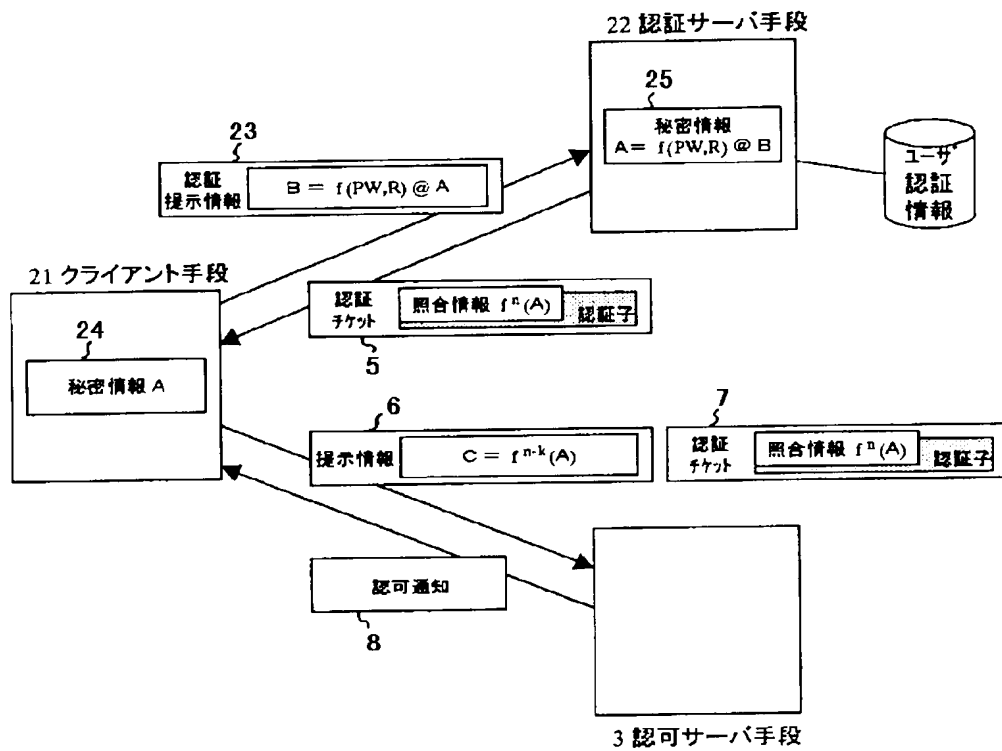 22 認証サーバ手段
25
秘密情報
A= f(PW,R) @ B
ユーザ
認証
情報
23
認証
提示情報
B = f(PW,R) @ A
21 クライアント手段
24
秘密情報 A
認証
チケット
照合情報 fⁿ(A)
認証子
5
6
提示情報
C = fⁿ⁻ᵏ(A)
7
認証
チケット
照合情報 fⁿ(A)
認証子
認可通知
8
3 認可サーバ手段